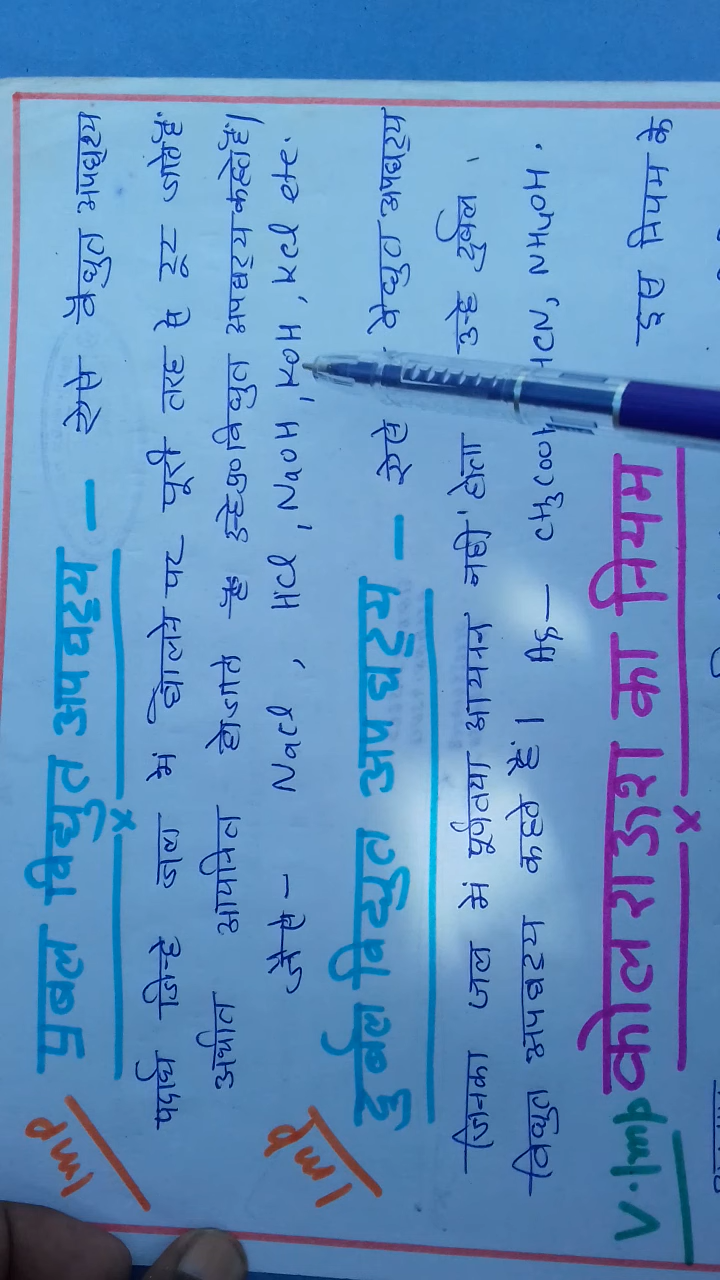 Imp प्रबल विद्युत अपघट्य — ऐसे वैद्युत अपघट्य
पदार्थ जिन्हे जल में घोलने पर पूरी तरह से टूट जाते हैं
अर्थात आयनित होजाते हैं उन्हे प्रबल विद्युत अपघट्य कहते हैं।
जैसे - NaCl, HCl, NaOH, KOH, KCl etc.
Imp दुर्बल विद्युत अपघट्य — ऐसे वैद्युत अपघट्य
जिनका जल में पूर्णतया आयनन नही होता उन्हे दुर्बल
विद्युत अपघट्य कहते हैं। — CH3COOH HCN, NH4OH.
V.Imp कोलराऊश का नियम इस नियम के